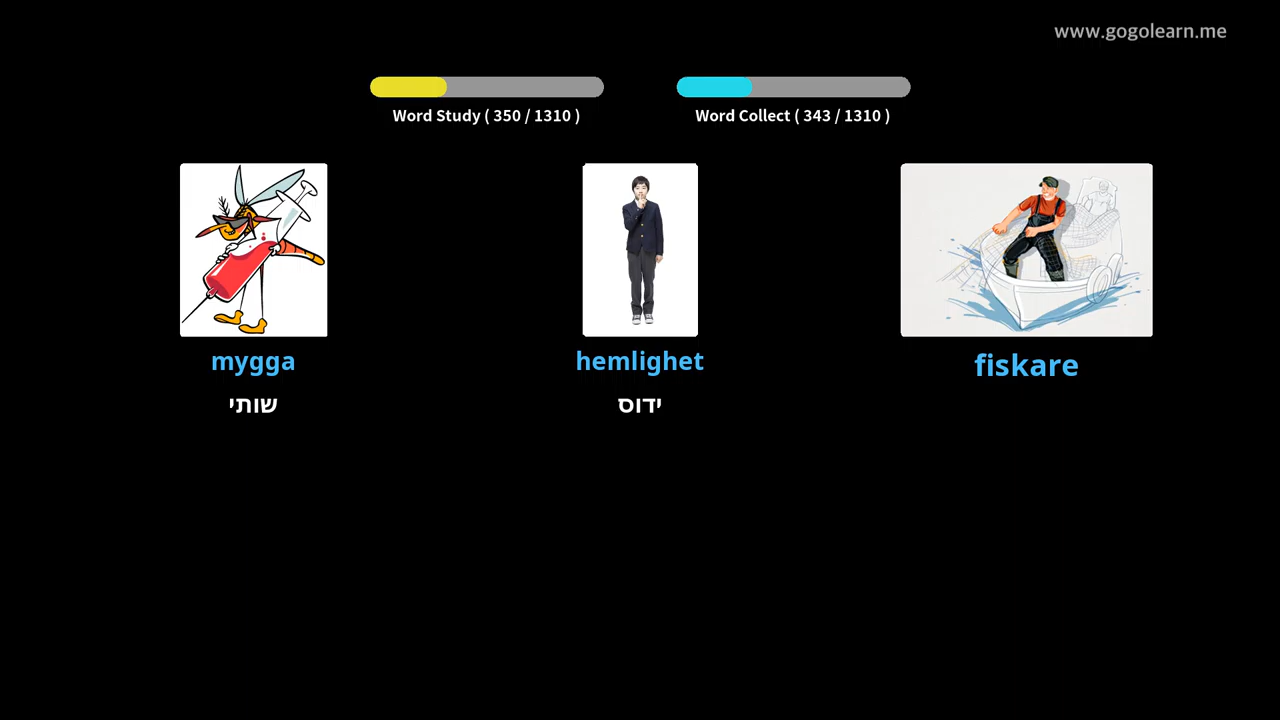 www.gogolearn.me
Word Study ( 350 / 1310 )
Word Collect ( 343 / 1310 )
mygga
hemlighet
fiskare
שותי
ידוס